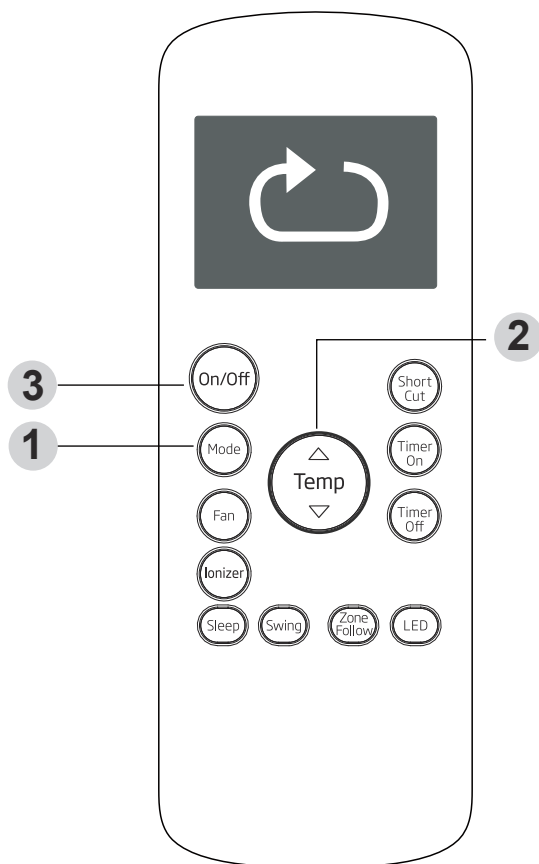 2
3
On/Off
Short
Cut
1
Mode
Temp
Timer
On
Fan
Timer
Off
Ionizer
Sleep
Swing
Zone
Follow
LED